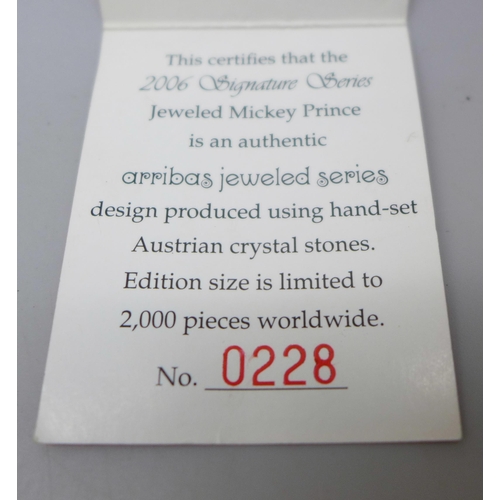 This certifies that the
2006 Signature Series
Jeweled Mickey Prince
is an authentic
arribas jeweled series
design produced using hand-set
Austrian crystal stones.
Edition size is limited to
2,000 pieces worldwide.
No. 0228